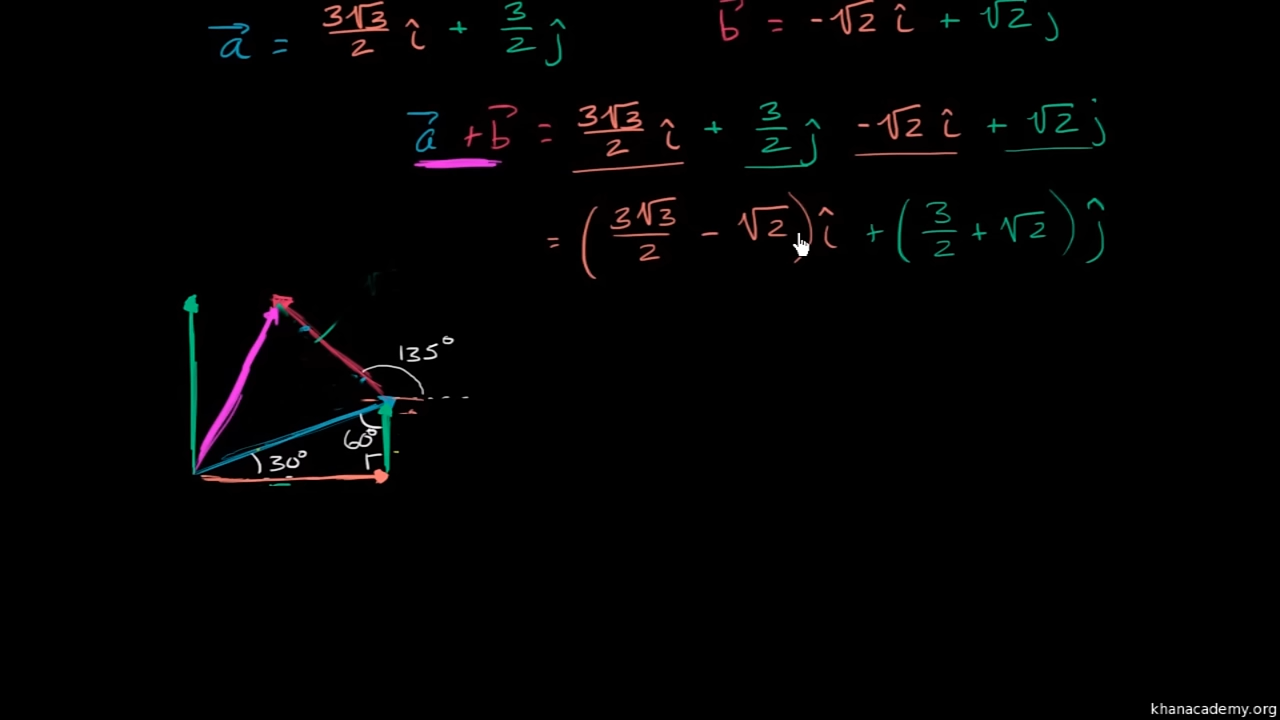 a⃗ = 3√3/2 î + 3/2 ĵ
b⃗ = -√2 î + √2 j
a⃗ + b⃗ = 3√3/2 î + 3/2 ĵ -√2 î + √2 j
= (3√3/2 - √2) î + (3/2 + √2) ĵ
135°
60°
30°
khanacademy.org